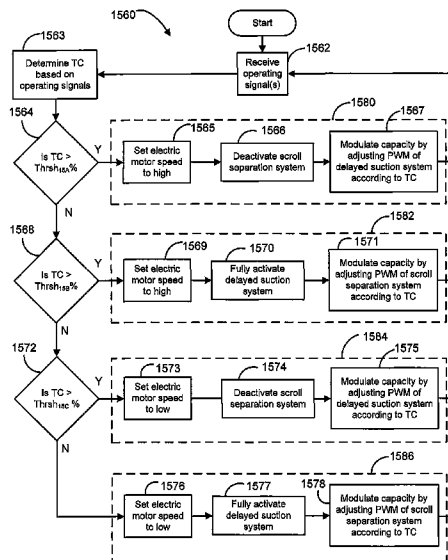 1560
Start
1563
1562
Determine TC
based on
operating signals
Receive
operating
signal(s)
1564
1580
1565
1566
1567
Is TC >
Thrsh15A%
Y
Set electric
motor speed
to high
Deactivate scroll
separation system
Modulate capacity by
adjusting PWM of
delayed suction system
according to TC
N
1582
1568
1569
1570
1571
Is TC >
Thrsh15B%
Y
Set electric
motor speed
to high
Fully activate
delayed suction
system
Modulate capacity by
adjusting PWM of scroll
separation system
according to TC
N
1584
1572
1573
1574
1575
Is TC >
Thrsh15C %
Y
Set electric
motor speed
to low
Deactivate scroll
separation system
Modulate capacity by
adjusting PWM of
delayed suction system
according to TC
N
1586
1576
1577
1578
Set electric
motor speed
to low
Fully activate
delayed suction
system
Modulate capacity by
adjusting PWM of scroll
separation system
according to TC